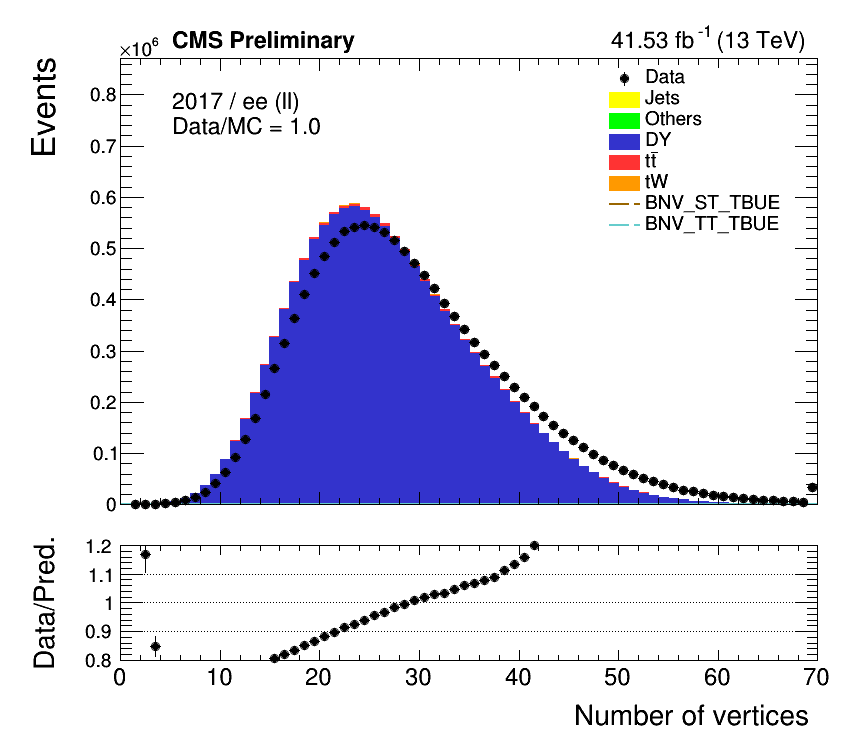 ×10⁶ CMS Preliminary 41.53 fb⁻¹ (13 TeV)
Events
2017 / ee (ll)
Data/MC = 1.0
Data
Jets
Others
DY
tt̄
tW
BNV_ST_TBUE
BNV_TT_TBUE
0.8
0.7
0.6
0.5
0.4
0.3
0.2
0.1
0
Data/Pred.
1.2
1.1
1
0.9
0.8
0 10 20 30 40 50 60 70
Number of vertices